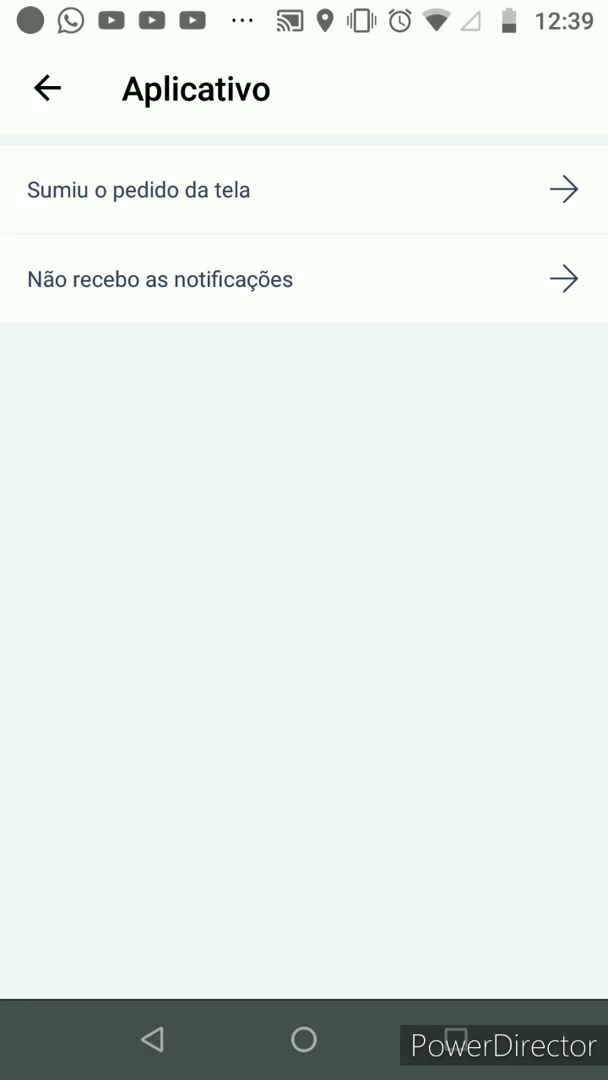 12:39
Aplicativo
Sumiu o pedido da tela
Não recebo as notificações
PowerDirector